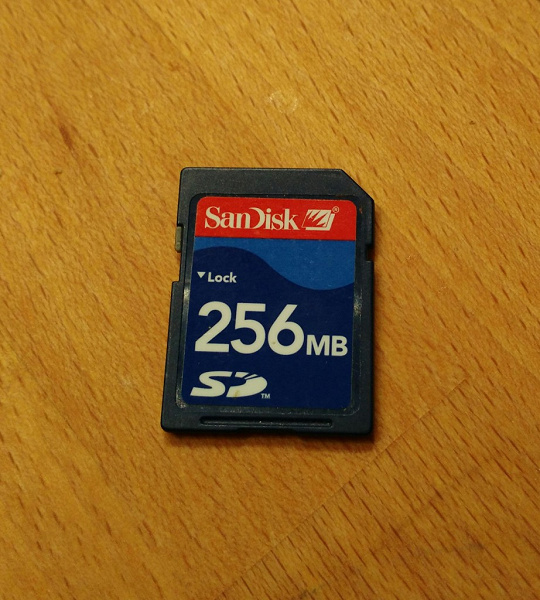 SanDisk ®
▼Lock
256MB
SD™